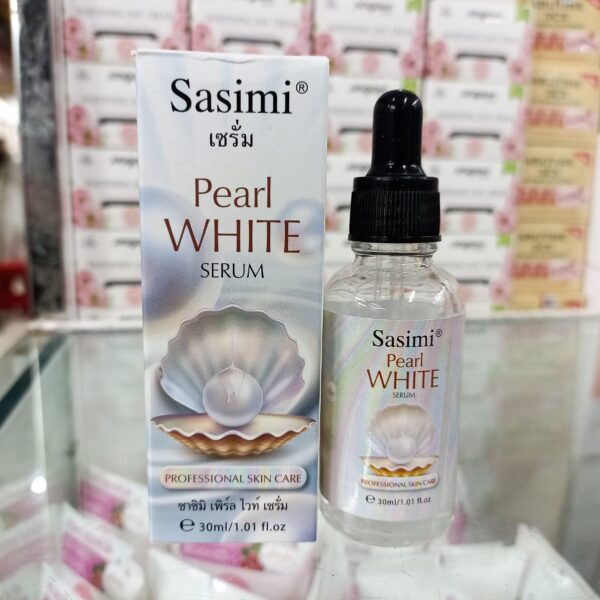 Sasimi®
เซรั่ม
Pearl
WHITE
SERUM
PROFESSIONAL SKIN CARE
ซาซิมิ เพิร์ล ไวท์ เซรั่ม
℮ 30ml/1.01 fl.oz
Sasimi®
Pearl
WHITE
SERUM
PROFESSIONAL SKIN CARE
℮ 30ml/1.01 fl.oz